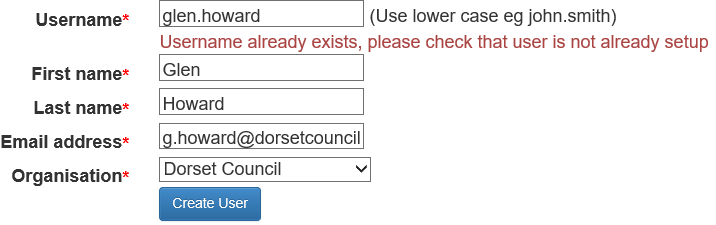 Username* glen.howard (Use lower case eg john.smith)
Username already exists, please check that user is not already setup
First name* Glen
Last name* Howard
Email address* g.howard@dorsetcouncil
Organisation* Dorset Council
Create User